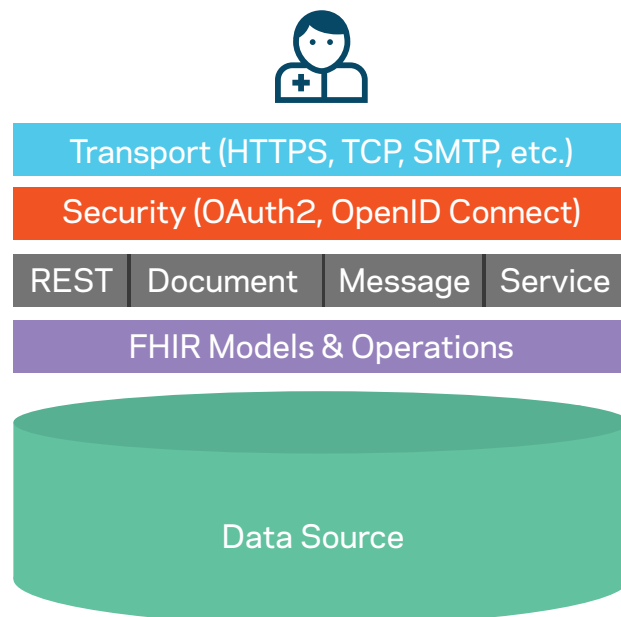 Transport (HTTPS, TCP, SMTP, etc.)
Security (OAuth2, OpenID Connect)
REST Document Message Service
FHIR Models & Operations
Data Source